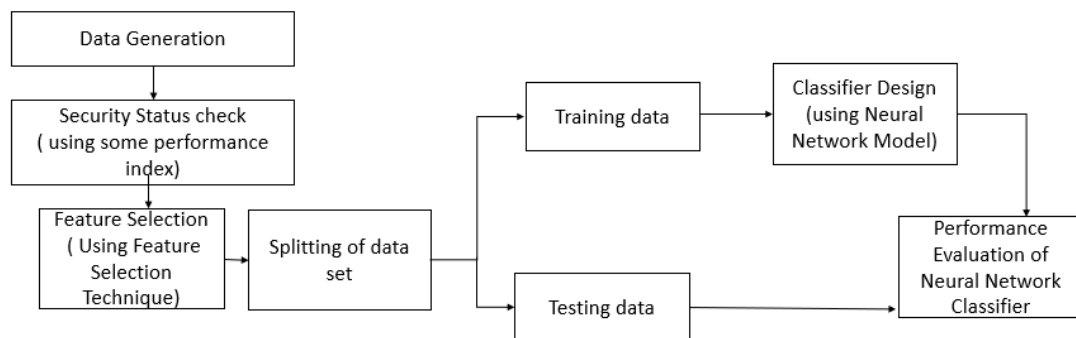 Data Generation
Security Status check
( using some performance
index)
Feature Selection
( Using Feature
Selection
Technique)
Splitting of data
set
Training data
Testing data
Classifier Design
(using Neural
Network Model)
Performance
Evaluation of
Neural Network
Classifier